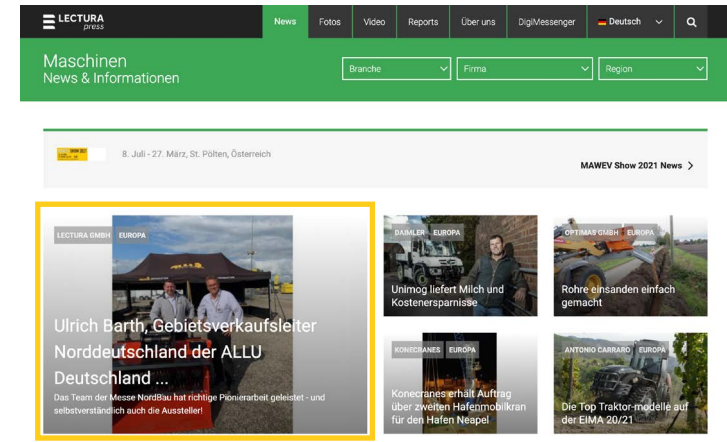 LECTURA
press
News
Fotos
Video
Reports
Über uns
DigiMessenger
Deutsch
Maschinen
News & Informationen
Branche
Firma
Region
8. Juli - 27. März, St. Pölten, Österreich
MAWEV Show 2021 News
LECTURA GMBH EUROPA
ALLU
Ulrich Barth, Gebietsverkaufsleiter
Norddeutschland der ALLU
Deutschland ...
Das Team der Messe NordBau hat richtige Pionierarbeit geleistet - und
selbstverständlich auch die Aussteller!
DAIMLER EUROPA
Unimog liefert Milch und
Kostenersparnisse
OPTIMAS GMBH EUROPA
Rohre einsanden einfach
gemacht
KONECRANES EUROPA
Konecranes erhält Auftrag
über zweiten Hafenmobilkran
für den Hafen Neapel
ANTONIO CARRARO EUROPA
Die Top Traktor-modelle auf
der EIMA 20/21